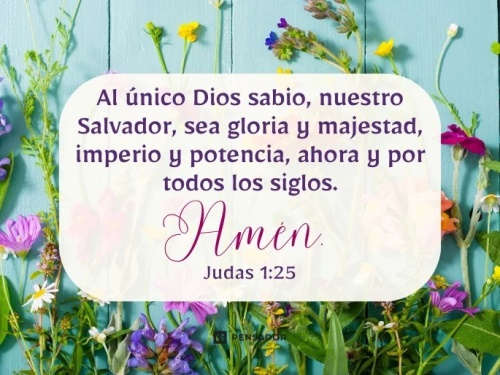 Al único Dios sabio, nuestro
Salvador, sea gloria y majestad,
imperio y potencia, ahora y por
todos los siglos.
Amén.
Judas 1:25
PENSADOR